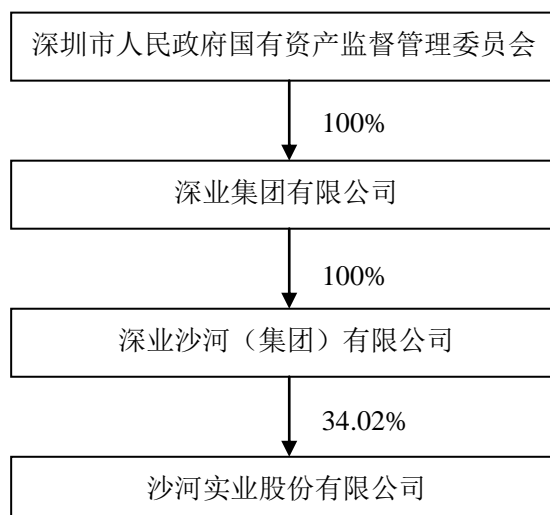 深圳市人民政府国有资产监督管理委员会
100%
深业集团有限公司
100%
深业沙河（集团）有限公司
34.02%
沙河实业股份有限公司